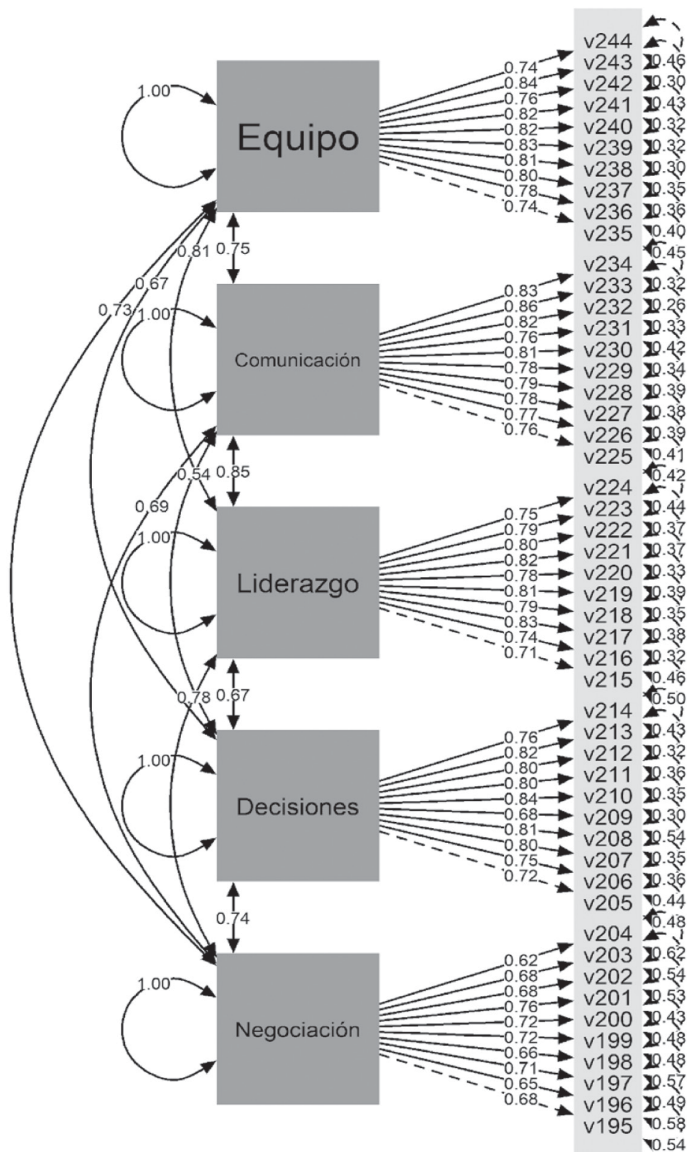 v244
0.74
1.00
0.84
v243
0.46
0.76
v242
0.30
0.82
v241
0.43
Equipo
0.82
v240
0.32
0.83
v239
0.32
0.81
v238
0.30
0.80
v237
0.35
0.78
v236
0.36
0.74
v235
0.40
0.81
0.75
0.45
v234
0.67
0.83
v233
0.32
0.73
1.00
0.86
v232
0.26
0.82
v231
0.33
0.76
v230
0.42
Comunicación
0.81
v229
0.34
0.78
v228
0.39
0.79
v227
0.38
0.78
v226
0.39
0.77
v225
0.41
0.76
0.54
0.85
0.42
v224
0.69
0.75
v223
0.44
1.00
0.79
v222
0.37
0.80
v221
0.37
0.82
v220
0.33
Liderazgo
0.78
v219
0.39
0.81
v218
0.35
0.79
v217
0.38
0.83
v216
0.32
0.74
v215
0.46
0.71
0.78
0.67
0.50
v214
0.76
v213
0.43
1.00
0.82
v212
0.32
0.80
v211
0.36
0.80
v210
0.35
Decisiones
0.84
v209
0.30
0.68
v208
0.54
0.81
v207
0.35
0.80
v206
0.36
0.75
v205
0.44
0.72
0.74
0.48
v204
0.62
v203
0.62
1.00
0.68
v202
0.54
0.68
v201
0.53
0.76
v200
0.43
Negociación
0.72
v199
0.48
0.72
v198
0.48
0.66
v197
0.57
0.71
v196
0.49
0.65
v195
0.58
0.68
0.54